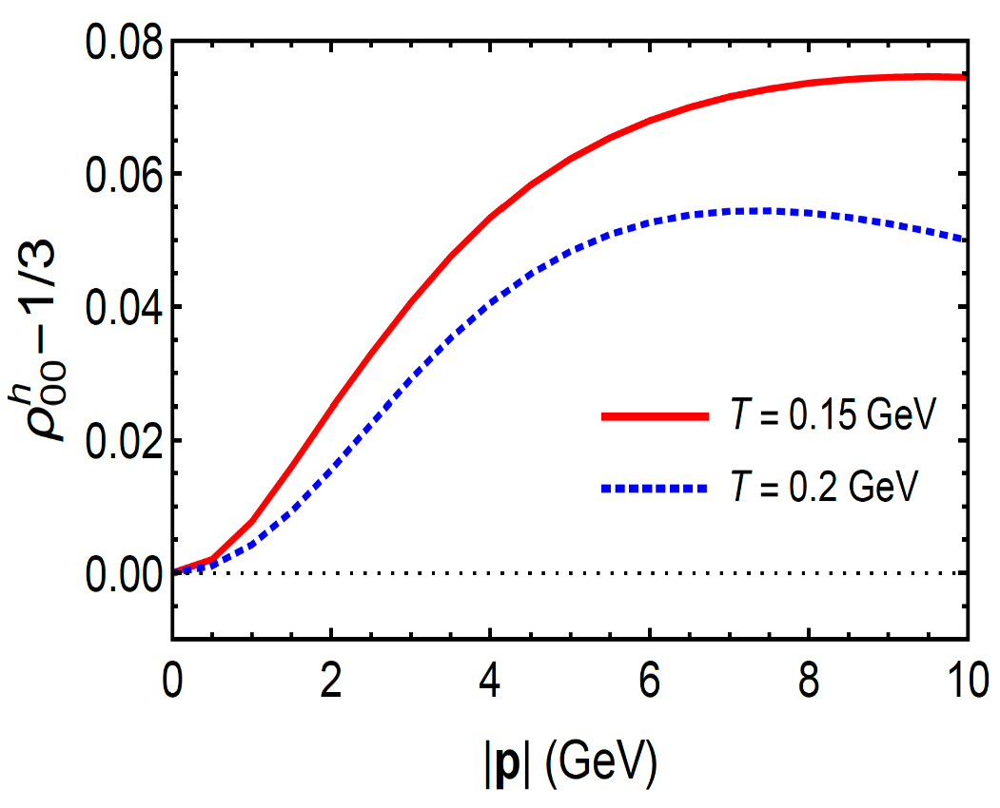 0.08
0.06
0.04
0.02
0.00
ρ^h_00 − 1/3
T = 0.15 GeV
T = 0.2 GeV
0 2 4 6 8 10
|p| (GeV)